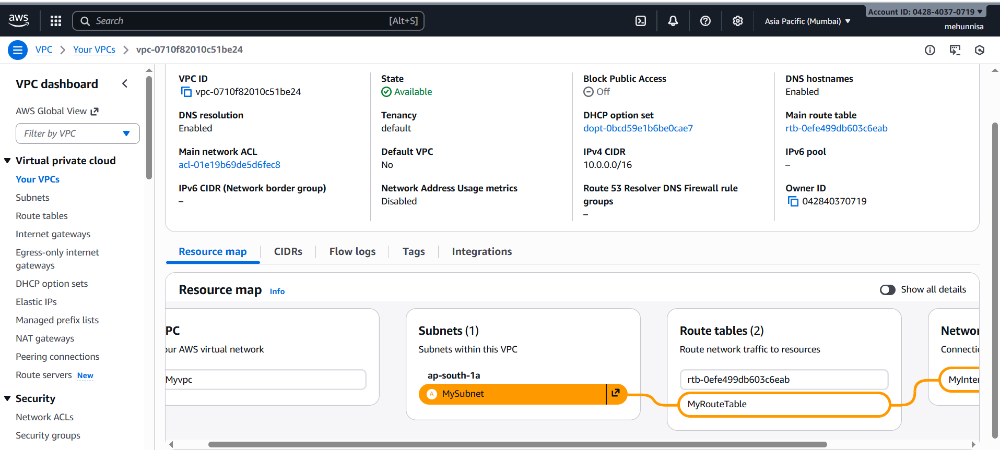 aws
Search
[Alt+S]
Asia Pacific (Mumbai)
Account ID: 0428-4037-0719
mehunnisa
VPC
Your VPCs
vpc-0710f82010c51be24
VPC dashboard
AWS Global View
Filter by VPC
Virtual private cloud
Your VPCs
Subnets
Route tables
Internet gateways
Egress-only internet
gateways
DHCP option sets
Elastic IPs
Managed prefix lists
NAT gateways
Peering connections
Route servers New
Security
Network ACLs
Security groups
VPC ID
vpc-0710f82010c51be24
State
Available
Block Public Access
Off
DNS hostnames
Enabled
DNS resolution
Enabled
Tenancy
default
DHCP option set
dopt-0bcd59e1b6be0cae7
Main route table
rtb-0efe499db603c6eab
Main network ACL
acl-01e19b69de5d6fec8
Default VPC
No
IPv4 CIDR
10.0.0.0/16
IPv6 pool
–
IPv6 CIDR (Network border group)
–
Network Address Usage metrics
Disabled
Route 53 Resolver DNS Firewall rule
groups
–
Owner ID
042840370719
Resource map
CIDRs
Flow logs
Tags
Integrations
Resource map Info
Show all details
PC
our AWS virtual network
Myvpc
Subnets (1)
Subnets within this VPC
ap-south-1a
A MySubnet
Route tables (2)
Route network traffic to resources
rtb-0efe499db603c6eab
MyRouteTable
Networ
Connectio
MyInter